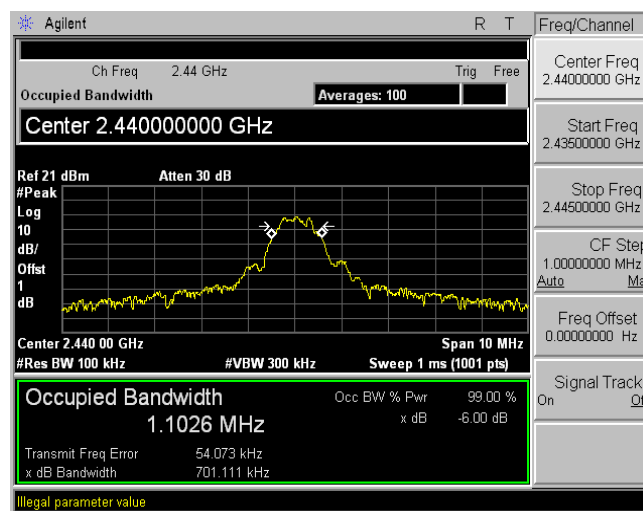 Agilent R T
Ch Freq 2.44 GHz Trig Free
Occupied Bandwidth Averages: 100
Center 2.440000000 GHz
Ref 21 dBm Atten 30 dB
#Peak
Log
10
dB/
Offst
1
dB
Center 2.440 00 GHz Span 10 MHz
#Res BW 100 kHz #VBW 300 kHz Sweep 1 ms (1001 pts)
Occupied Bandwidth Occ BW % Pwr 99.00 %
1.1026 MHz x dB -6.00 dB
Transmit Freq Error 54.073 kHz
x dB Bandwidth 701.111 kHz
Illegal parameter value
Freq/Channel
Center Freq
2.44000000 GHz
Start Freq
2.43500000 GHz
Stop Freq
2.44500000 GHz
CF Step
1.00000000 MHz
Auto Ma
Freq Offset
0.00000000 Hz
Signal Track
On